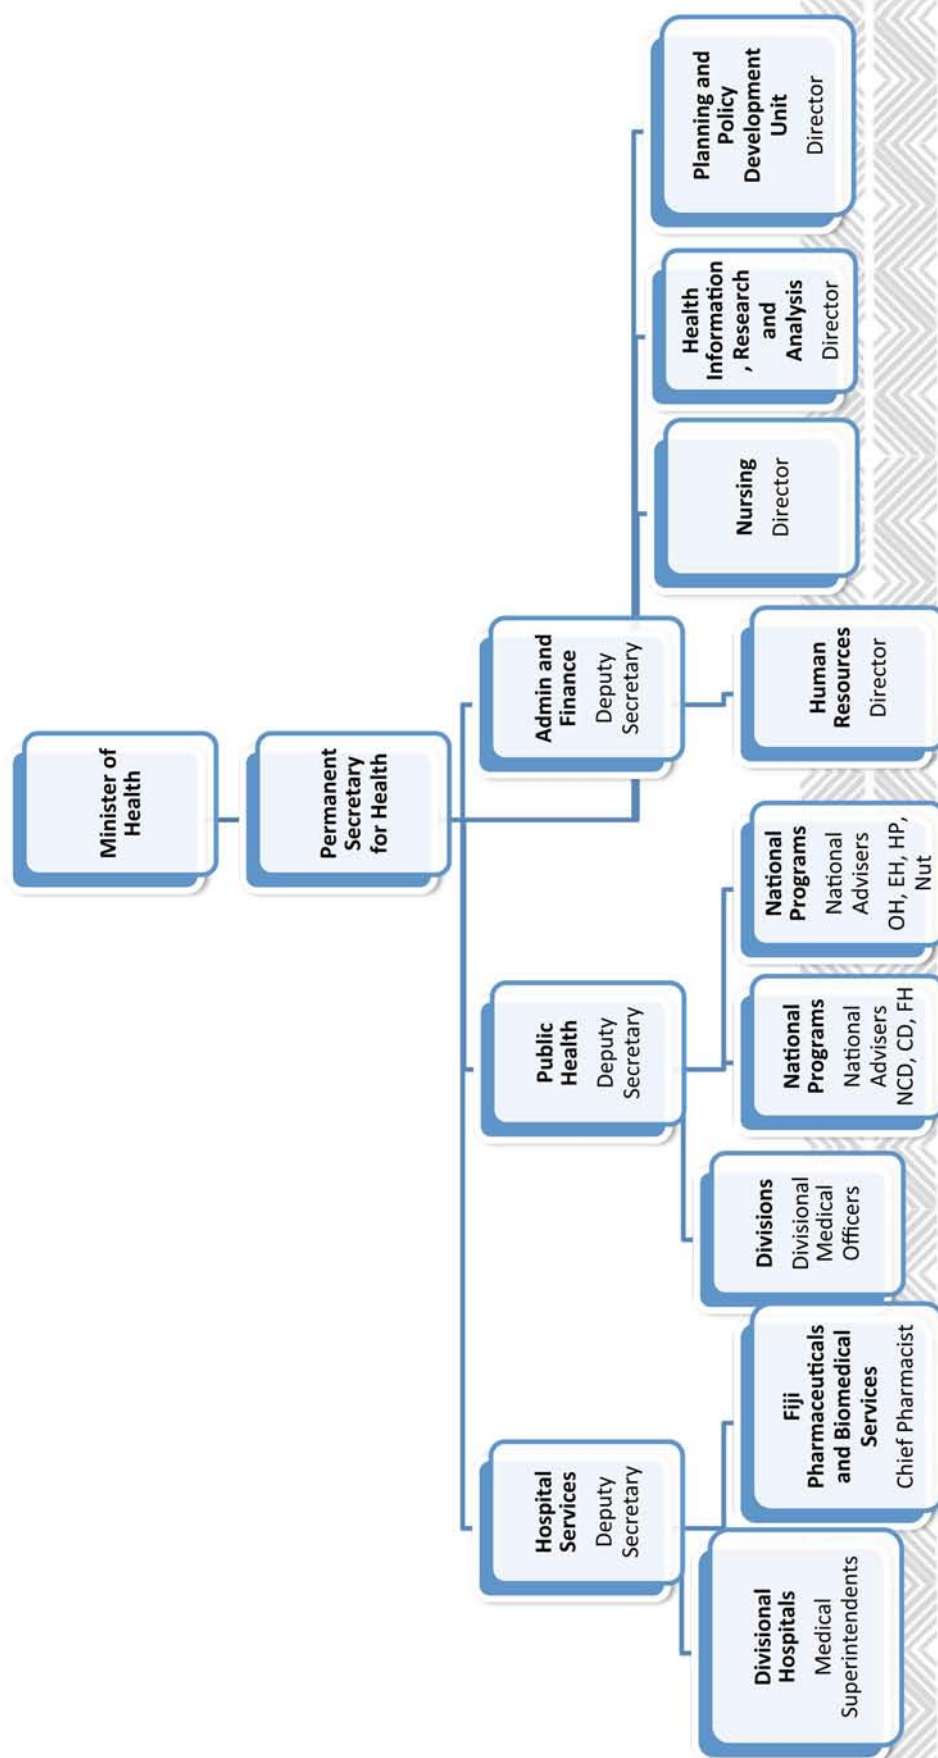 Minister of
Health
Permanent
Secretary
for Health
Hospital
Services
Deputy
Secretary
Public
Health
Deputy
Secretary
Admin and
Finance
Deputy
Secretary
Divisional
Hospitals
Medical
Superintendents
Fiji
Pharmaceuticals
and Biomedical
Services
Chief Pharmacist
Divisions
Divisional
Medical
Officers
National
Programs
National
Advisers
NCD, CD, FH
National
Programs
National
Advisers
OH, EH, HP,
Nut
Human
Resources
Director
Nursing
Director
Health
Information
, Research
and
Analysis
Director
Planning and
Policy
Development
Unit
Director